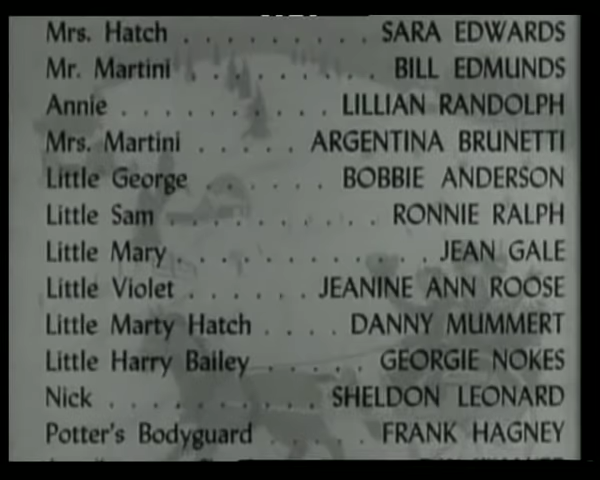 Mrs. Hatch . . . . . . . . . SARA EDWARDS
Mr. Martini . . . . . . . . . BILL EDMUNDS
Annie . . . . . . . . . . . LILLIAN RANDOLPH
Mrs. Martini . . . . . ARGENTINA BRUNETTI
Little George . . . . . . BOBBIE ANDERSON
Little Sam . . . . . . . . . . RONNIE RALPH
Little Mary . . . . . . . . . . . . JEAN GALE
Little Violet . . . . . . JEANINE ANN ROOSE
Little Marty Hatch . . . . DANNY MUMMERT
Little Harry Bailey . . . . . GEORGIE NOKES
Nick . . . . . . . . . . SHELDON LEONARD
Potter's Bodyguard . . . . . FRANK HAGNEY